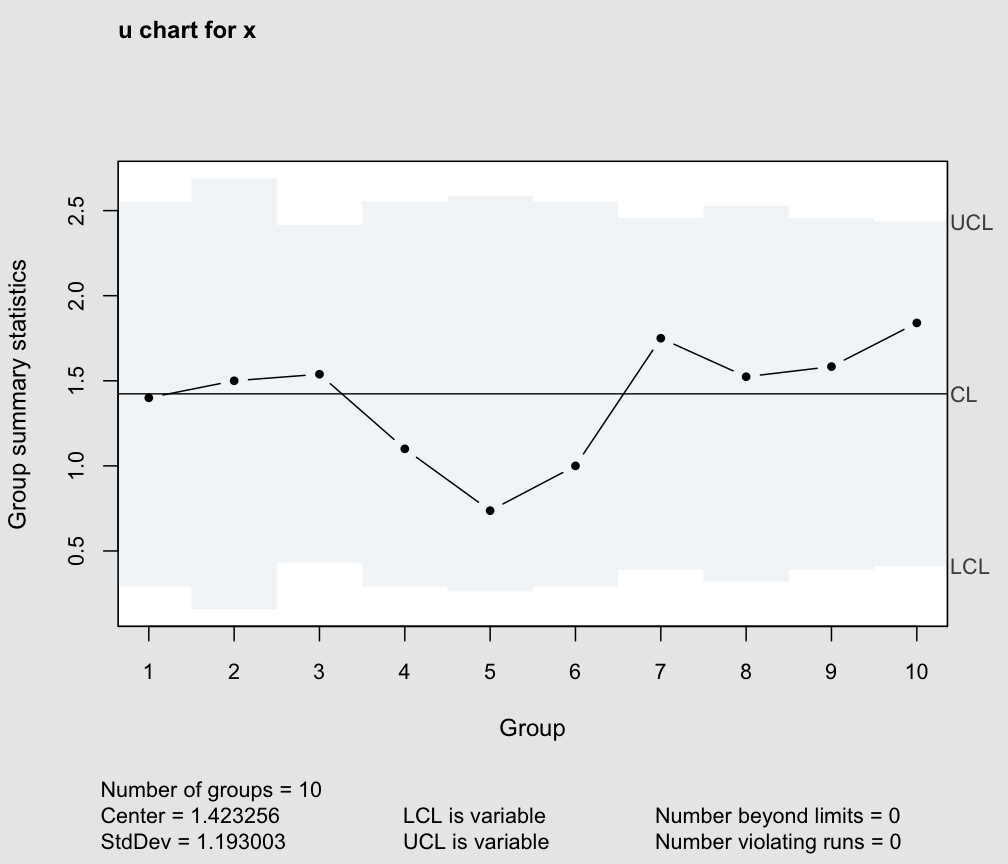 u chart for x
Group summary statistics
2.5
2.0
1.5
1.0
0.5
UCL
CL
LCL
1 2 3 4 5 6 7 8 9 10
Group
Number of groups = 10
Center = 1.423256 LCL is variable Number beyond limits = 0
StdDev = 1.193003 UCL is variable Number violating runs = 0